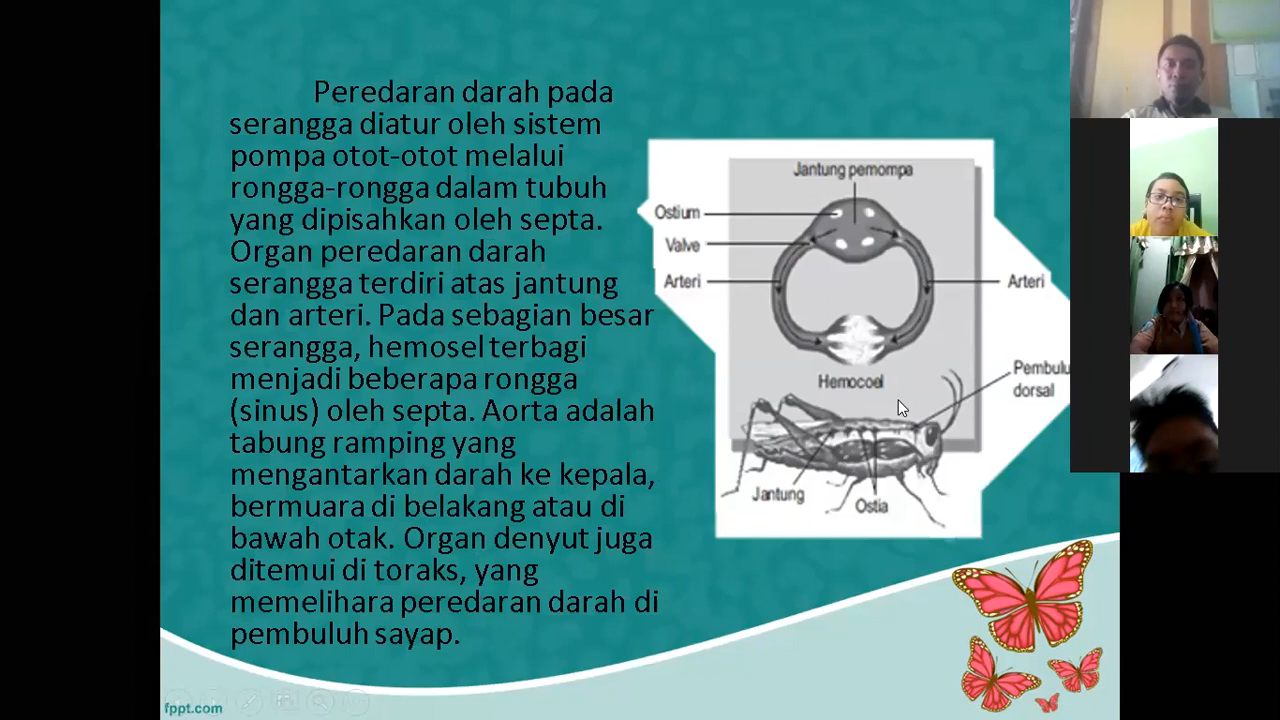 Peredaran darah pada
serangga diatur oleh sistem
pompa otot-otot melalui
rongga-rongga dalam tubuh
yang dipisahkan oleh septa.
Organ peredaran darah
serangga terdiri atas jantung
dan arteri. Pada sebagian besar
serangga, hemosel terbagi
menjadi beberapa rongga
(sinus) oleh septa. Aorta adalah
tabung ramping yang
mengantarkan darah ke kepala,
bermuara di belakang atau di
bawah otak. Organ denyut juga
ditemui di toraks, yang
memelihara peredaran darah di
pembuluh sayap.
Jantung pemompa
Ostium
Valve
Arteri
Arteri
Hemocoel
Pembulu
dorsal
Jantung
Ostia
fppt.com